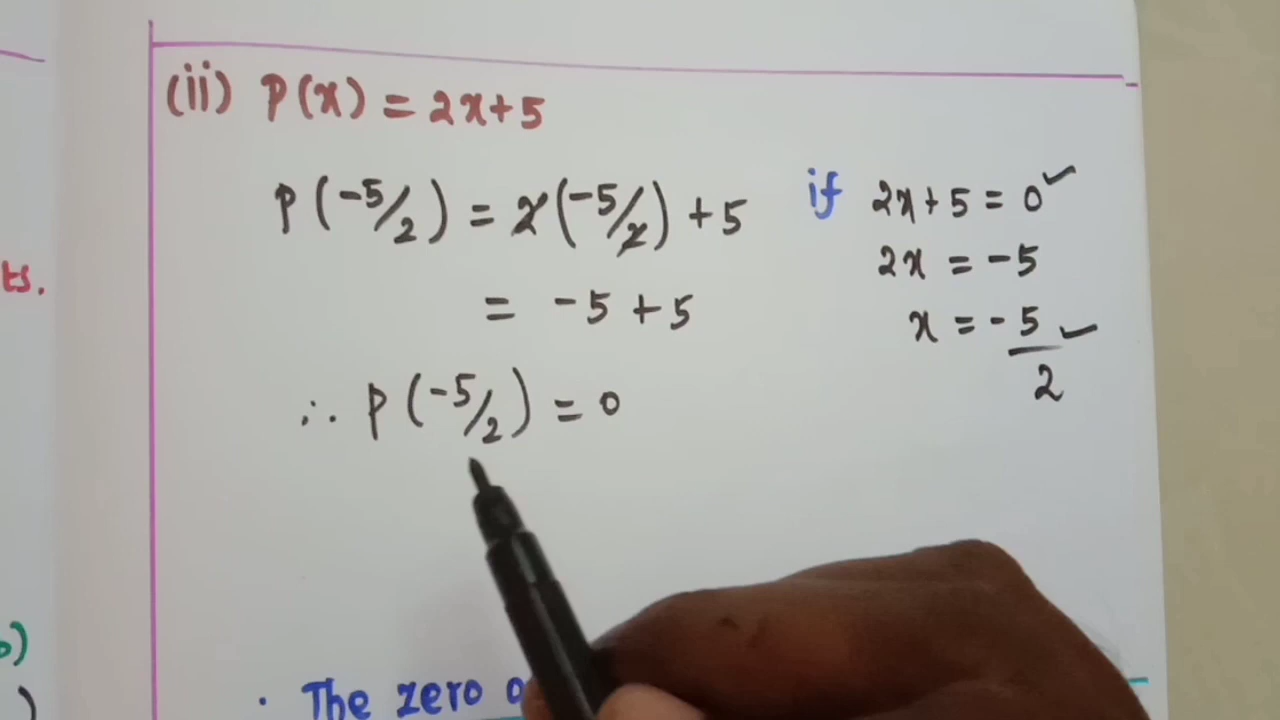 (ii) P(x) = 2x+5
P(-5/2) = 2(-5/2) + 5
= -5 + 5
∴ P(-5/2) = 0
if 2x+5 = 0 ✓
2x = -5
x = -5/2 ✓
ts.
· The zero